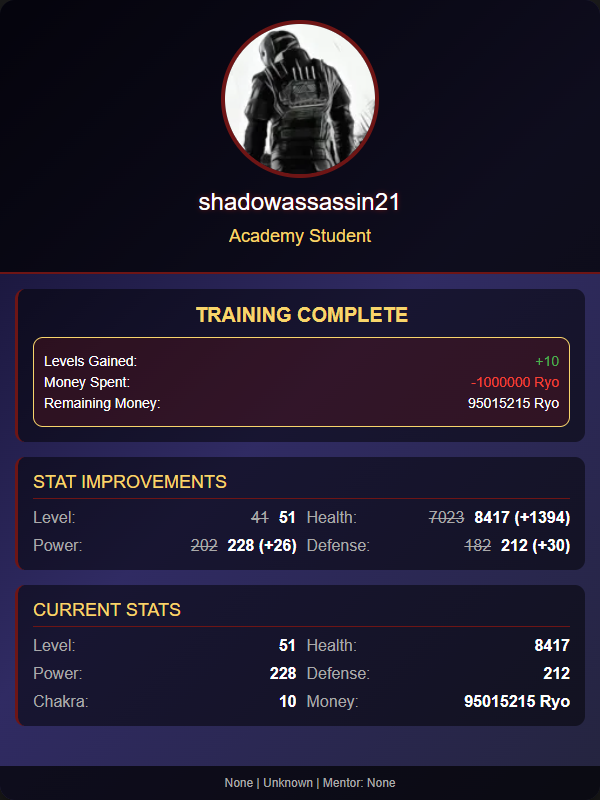 shadowassassin21
Academy Student
TRAINING COMPLETE
Levels Gained: +10
Money Spent: -1000000 Ryo
Remaining Money: 95015215 Ryo
STAT IMPROVEMENTS
Level: 41 51 Health: 7023 8417 (+1394)
Power: 202 228 (+26) Defense: 182 212 (+30)
CURRENT STATS
Level: 51 Health: 8417
Power: 228 Defense: 212
Chakra: 10 Money: 95015215 Ryo
None | Unknown | Mentor: None